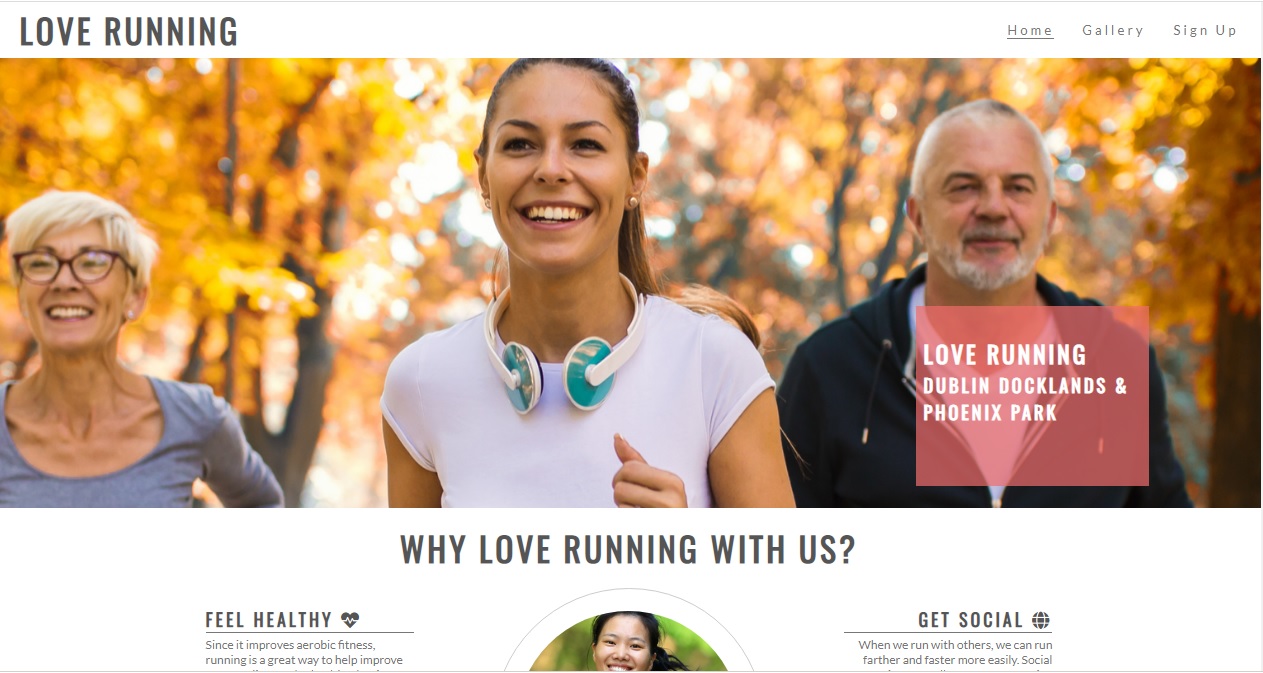 LOVE RUNNING
Home Gallery Sign Up
LOVE RUNNING
DUBLIN DOCKLANDS &
PHOENIX PARK
WHY LOVE RUNNING WITH US?
FEEL HEALTHY
Since it improves aerobic fitness,
running is a great way to help improve
GET SOCIAL
When we run with others, we can run
farther and faster more easily. Social